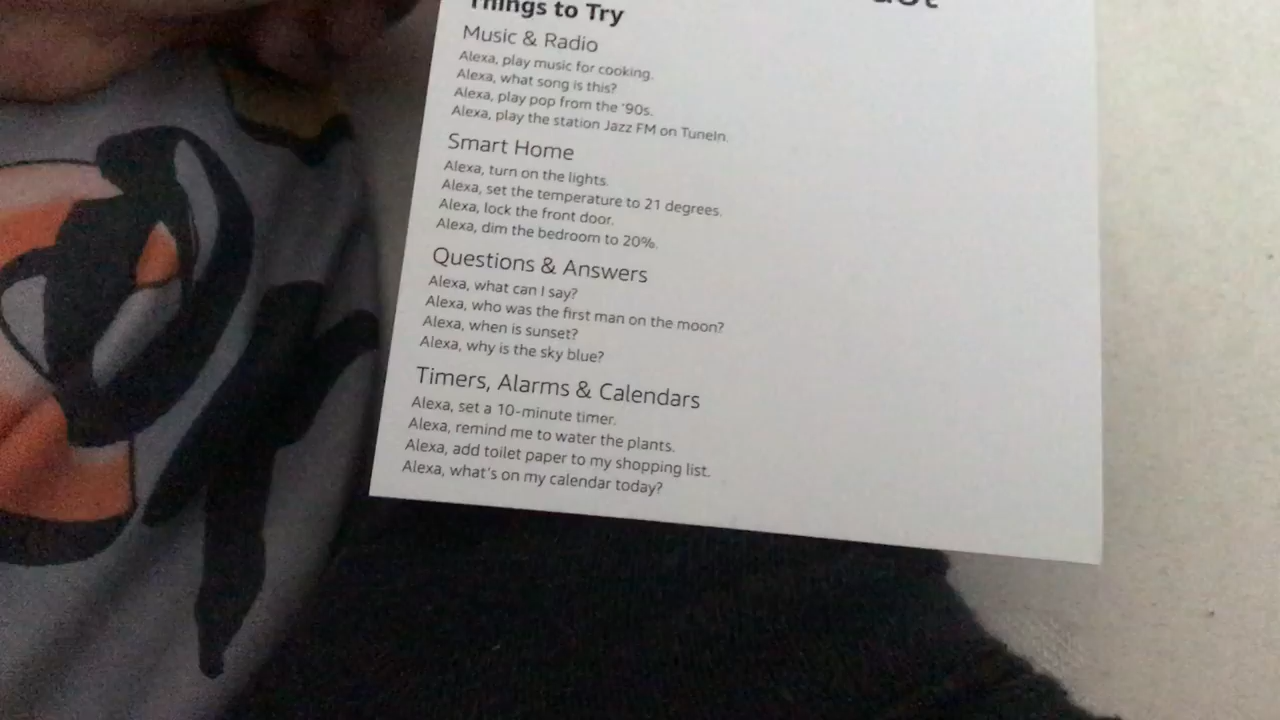 Things to Try
Music & Radio
Alexa, play music for cooking.
Alexa, what song is this?
Alexa, play pop from the '90s.
Alexa, play the station Jazz FM on TuneIn.
Smart Home
Alexa, turn on the lights.
Alexa, set the temperature to 21 degrees.
Alexa, lock the front door.
Alexa, dim the bedroom to 20%.
Questions & Answers
Alexa, what can I say?
Alexa, who was the first man on the moon?
Alexa, when is sunset?
Alexa, why is the sky blue?
Timers, Alarms & Calendars
Alexa, set a 10-minute timer.
Alexa, remind me to water the plants.
Alexa, add toilet paper to my shopping list.
Alexa, what's on my calendar today?